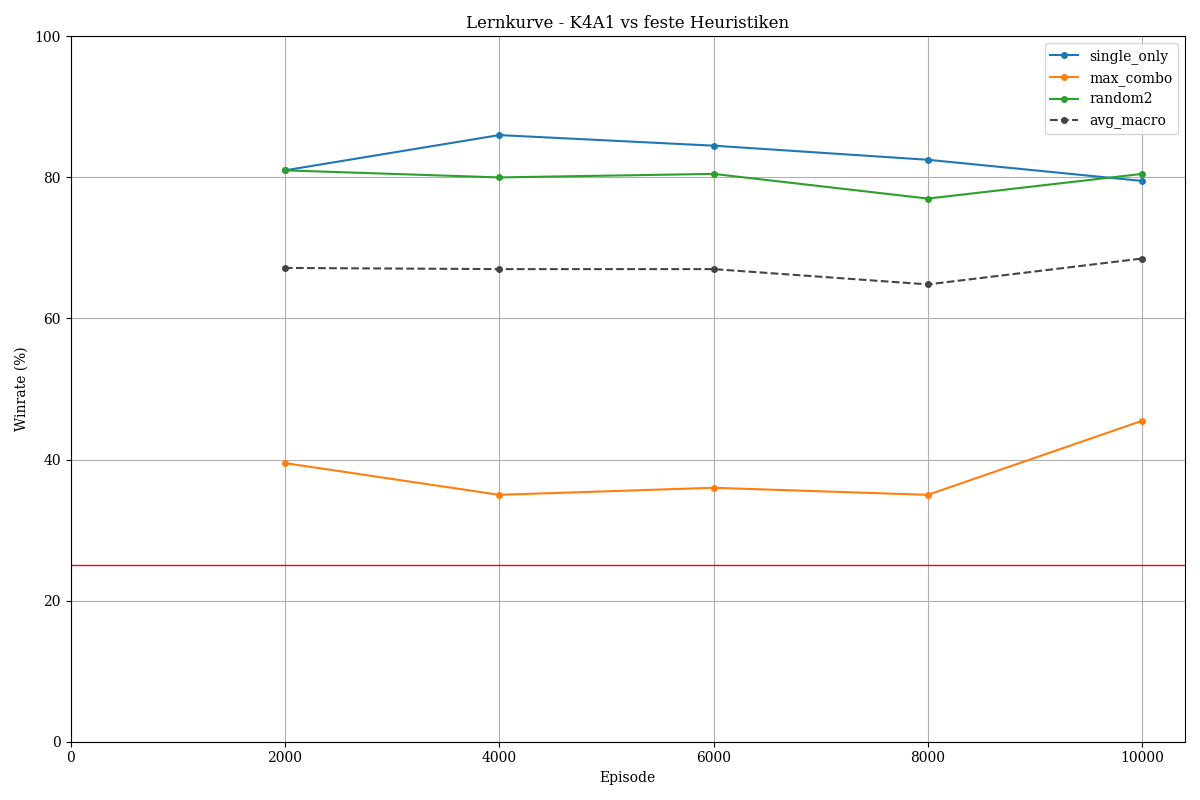 Lernkurve - K4A1 vs feste Heuristiken
100
80
60
40
20
0
Winrate (%)
single_only
max_combo
random2
avg_macro
0
2000
4000
6000
8000
10000
Episode